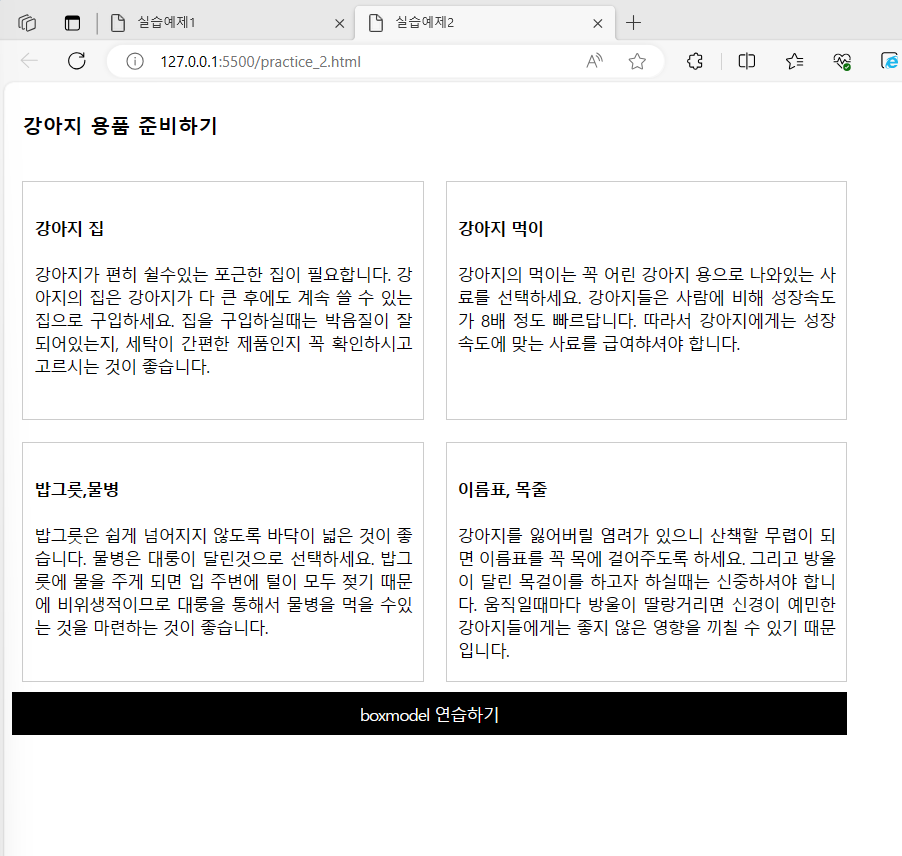 실습예제1
실습예제2
127.0.0.1:5500/practice_2.html
강아지 용품 준비하기
강아지 집
강아지가 편히 쉴수있는 포근한 집이 필요합니다. 강
아지의 집은 강아지가 다 큰 후에도 계속 쓸 수 있는
집으로 구입하세요. 집을 구입하실때는 박음질이 잘
되어있는지, 세탁이 간편한 제품인지 꼭 확인하시고
고르시는 것이 좋습니다.
강아지 먹이
강아지의 먹이는 꼭 어린 강아지 용으로 나와있는 사
료를 선택하세요. 강아지들은 사람에 비해 성장속도
가 8배 정도 빠르답니다. 따라서 강아지에게는 성장
속도에 맞는 사료를 급여햐셔야 합니다.
밥그릇,물병
밥그릇은 쉽게 넘어지지 않도록 바닥이 넓은 것이 좋
습니다. 물병은 대룽이 달린것으로 선택하세요. 밥그
릇에 물을 주게 되면 입 주변에 털이 모두 젖기 때문
에 비위생적이므로 대룽을 통해서 물병을 먹을 수있
는 것을 마련하는 것이 좋습니다.
이름표, 목줄
강아지를 잃어버릴 염려가 있으니 산책할 무렵이 되
면 이름표를 꼭 목에 걸어주도록 하세요. 그리고 방울
이 달린 목걸이를 하고자 하실때는 신중하셔야 합니
다. 움직일때마다 방울이 딸랑거리면 신경이 예민한
강아지들에게는 좋지 않은 영향을 끼칠 수 있기 때문
입니다.
boxmodel 연습하기